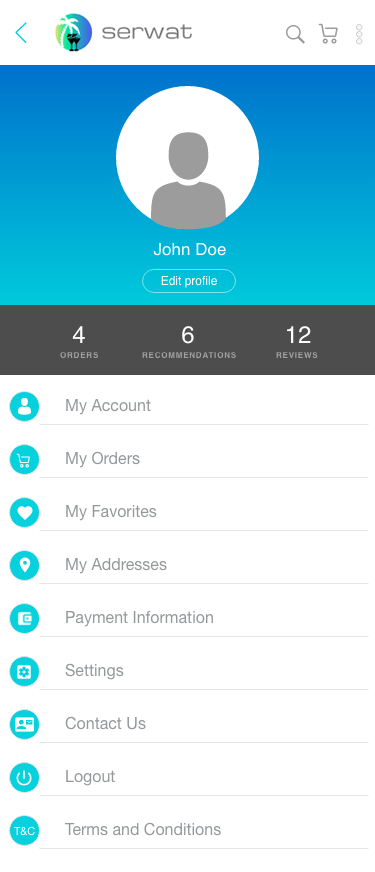 serwat
John Doe
Edit profile
4 6 12
ORDERS RECOMMENDATIONS REVIEWS
My Account
My Orders
My Favorites
My Addresses
Payment Information
Settings
Contact Us
Logout
T&C Terms and Conditions